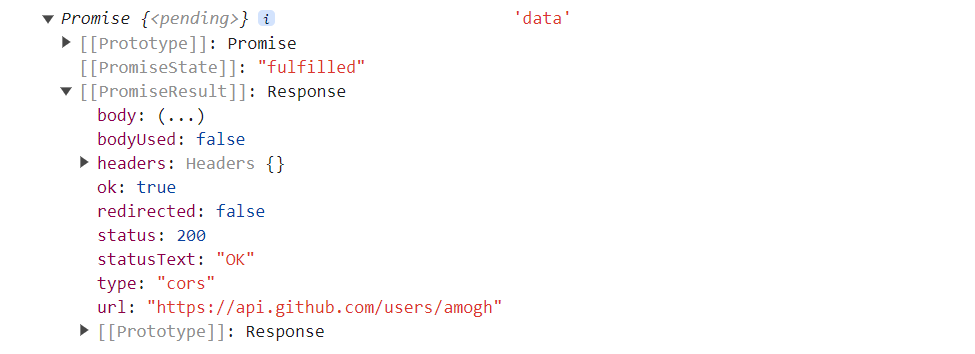 ▼ Promise {<pending>} i 'data'
▶ [[Prototype]]: Promise
[[PromiseState]]: "fulfilled"
▼ [[PromiseResult]]: Response
body: (...)
bodyUsed: false
▶ headers: Headers {}
ok: true
redirected: false
status: 200
statusText: "OK"
type: "cors"
url: "https://api.github.com/users/amogh"
▶ [[Prototype]]: Response